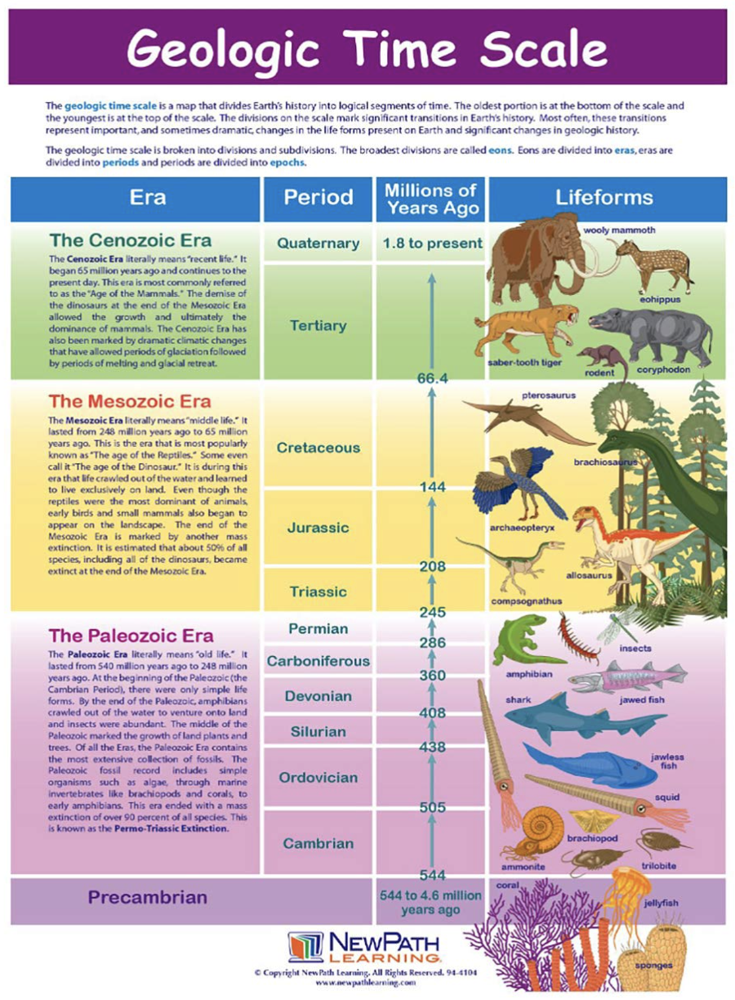 Geologic Time Scale
The geologic time scale is a map that divides Earth's history into logical segments of time. The oldest portion is at the bottom of the scale and
the youngest is at the top of the scale. The divisions on the scale mark significant transitions in Earth's history. Most often, these transitions
represent important, and sometimes dramatic, changes in the life forms present on Earth and significant changes in geologic history.
The geologic time scale is broken into divisions and subdivisions. The broadest divisions are called eons. Eons are divided into eras, eras are
divided into periods and periods are divided into epochs.
Era
Period
Millions of
Years Ago
Lifeforms
The Cenozoic Era
The Cenozoic Era literally means "recent life." It
began 65 million years ago and continues to the
present day. This era is most commonly referred
to as the "Age of the Mammals." The demise of
the dinosaurs at the end of the Mesozoic Era
allowed the growth and ultimately the
dominance of mammals. The Cenozoic Era has
also been marked by dramatic climatic changes
that have allowed periods of glaciation followed
by periods of melting and glacial retreat.
Quaternary
1.8 to present
Tertiary
66.4
wooly mammoth
eohippus
saber-tooth tiger
rodent
coryphodon
The Mesozoic Era
The Mesozoic Era literally means "middle life." It
lasted from 248 million years ago to 65 million
years ago. This is the era that is most popularly
known as "The age of the Reptiles." Some even
call it "The age of the Dinosaur." It is during this
era that life crawled out of the water and learned
to live exclusively on land. Even though the
reptiles were the most dominant of animals,
early birds and small mammals also began to
appear on the landscape. The end of the
Mesozoic Era is marked by another mass
extinction. It is estimated that about 50% of all
species, including all of the dinosaurs, became
extinct at the end of the Mesozoic Era.
Cretaceous
144
Jurassic
208
Triassic
245
pterosaurus
brachiosaurus
archaeopteryx
allosaurus
compsognathus
The Paleozoic Era
The Paleozoic Era literally means "old life." It
lasted from 540 million years ago to 248 million
years ago. At the beginning of the Paleozoic (the
Cambrian Period), there were only simple life
forms. By the end of the Paleozoic, amphibians
crawled out of the water to venture onto land
and insects were abundant. The middle of the
Paleozoic marked the growth of land plants and
trees. Of all the Eras, the Paleozoic Era contains
the most extensive collection of fossils. The
Paleozoic fossil record includes simple
organisms such as algae, through marine
invertebrates like brachiopods and corals, to
early amphibians. This era ended with a mass
extinction of over 90 percent of all species. This
is known as the Permo-Triassic Extinction.
Permian
286
Carboniferous
360
Devonian
408
Silurian
438
Ordovician
505
Cambrian
544
insects
amphibian
shark
jawed fish
jawless
fish
squid
brachiopod
ammonite
trilobite
Precambrian
544 to 4.6 million
years ago
coral
jellyfish
sponges
NewPath
LEARNING
© Copyright NewPath Learning. All Rights Reserved. 94-4104
www.newpathlearning.com